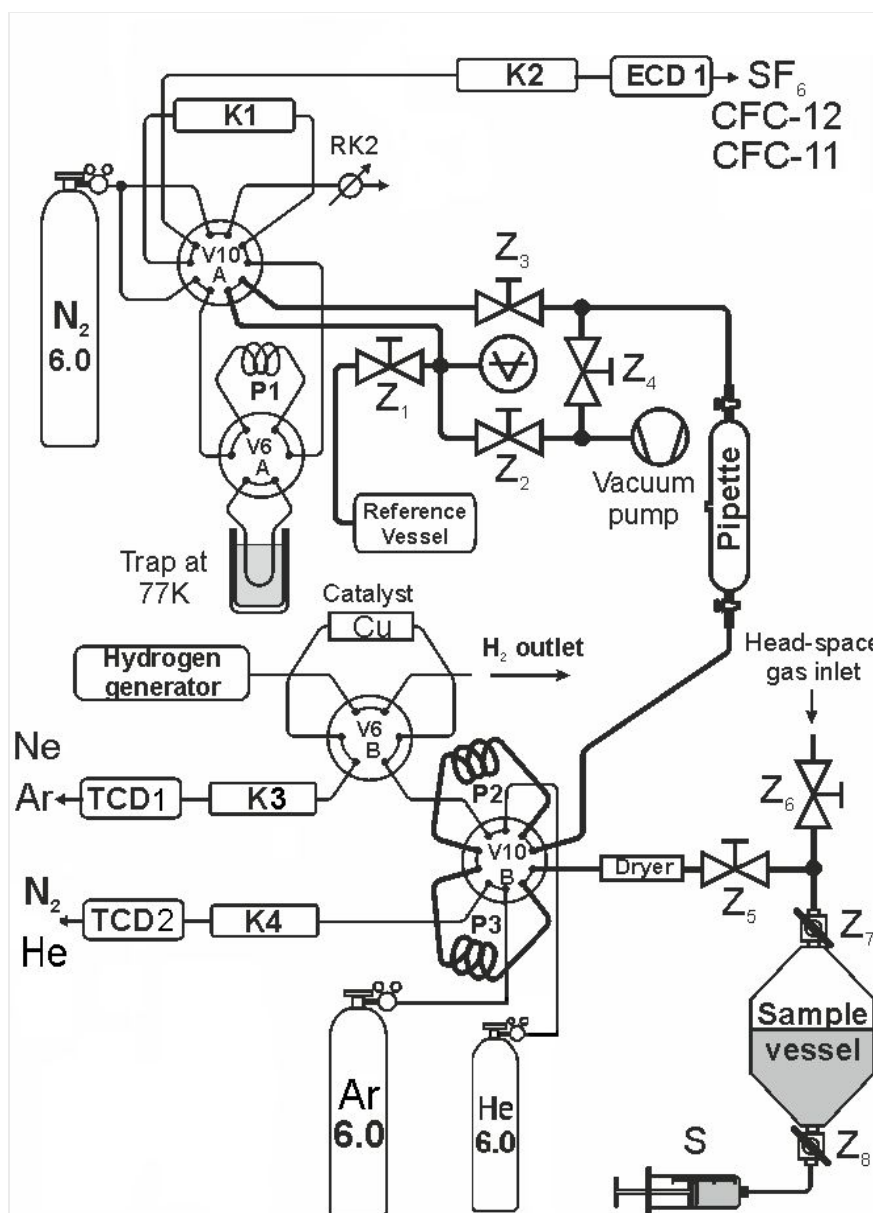 K2
ECD 1
SF₆
CFC-12
CFC-11
K1
RK2
V10
A
N₂
6.0
Z₃
P1
Z₁
Z₄
V6
A
Z₂
Vacuum
pump
Pipette
Reference
Vessel
Trap at
77K
Catalyst
Cu
Hydrogen
generator
H₂ outlet
Head-space
gas inlet
V6
B
Ne
Ar
TCD1
K3
P2
Z₆
V10
B
Dryer
Z₅
N₂
He
TCD2
K4
P3
Z₇
Sample
vessel
Ar
6.0
He
6.0
S
Z₈